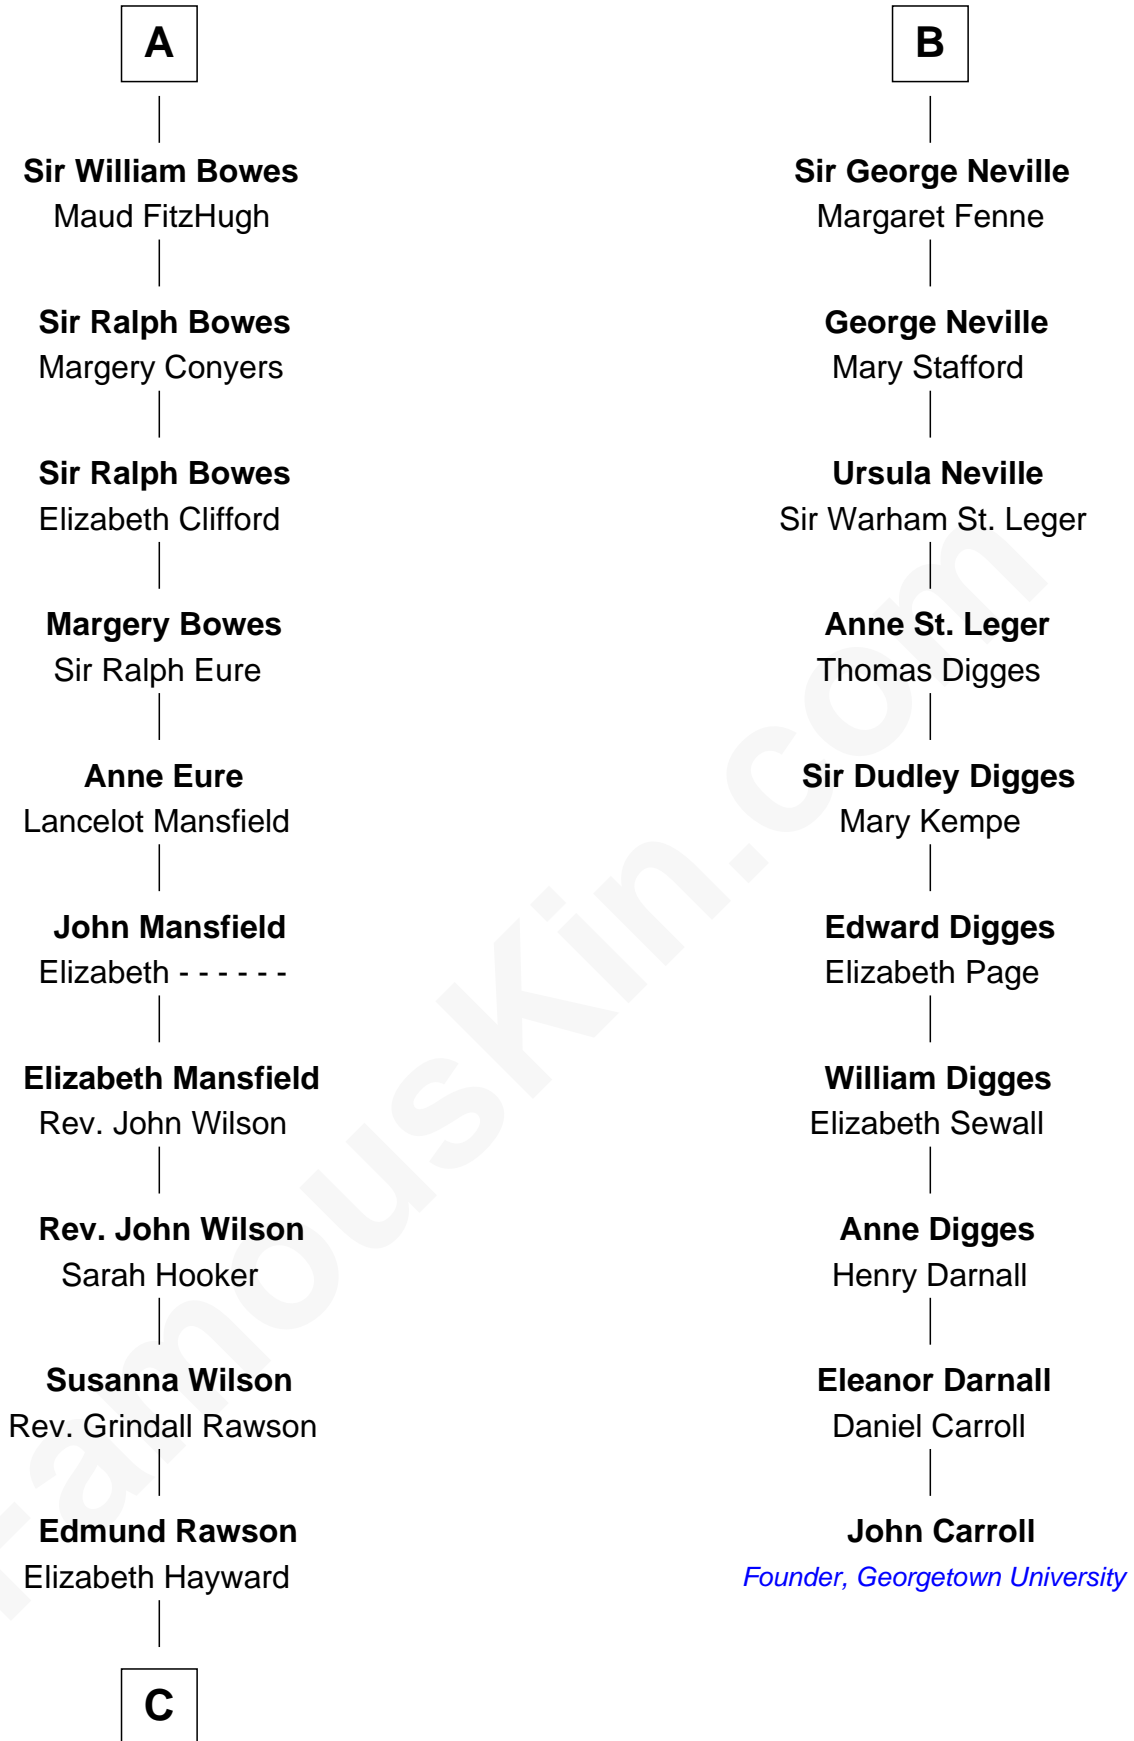 A
Sir William Bowes
Maud FitzHugh
Sir Ralph Bowes
Margery Conyers
Sir Ralph Bowes
Elizabeth Clifford
Margery Bowes
Sir Ralph Eure
Anne Eure
Lancelot Mansfield
John Mansfield
Elizabeth - - - - - -
Elizabeth Mansfield
Rev. John Wilson
Rev. John Wilson
Sarah Hooker
Susanna Wilson
Rev. Grindall Rawson
Edmund Rawson
Elizabeth Hayward
C
B
Sir George Neville
Margaret Fenne
George Neville
Mary Stafford
Ursula Neville
Sir Warham St. Leger
Anne St. Leger
Thomas Digges
Sir Dudley Digges
Mary Kempe
Edward Digges
Elizabeth Page
William Digges
Elizabeth Sewall
Anne Digges
Henry Darnall
Eleanor Darnall
Daniel Carroll
John Carroll
Founder, Georgetown University
FamousKin.com